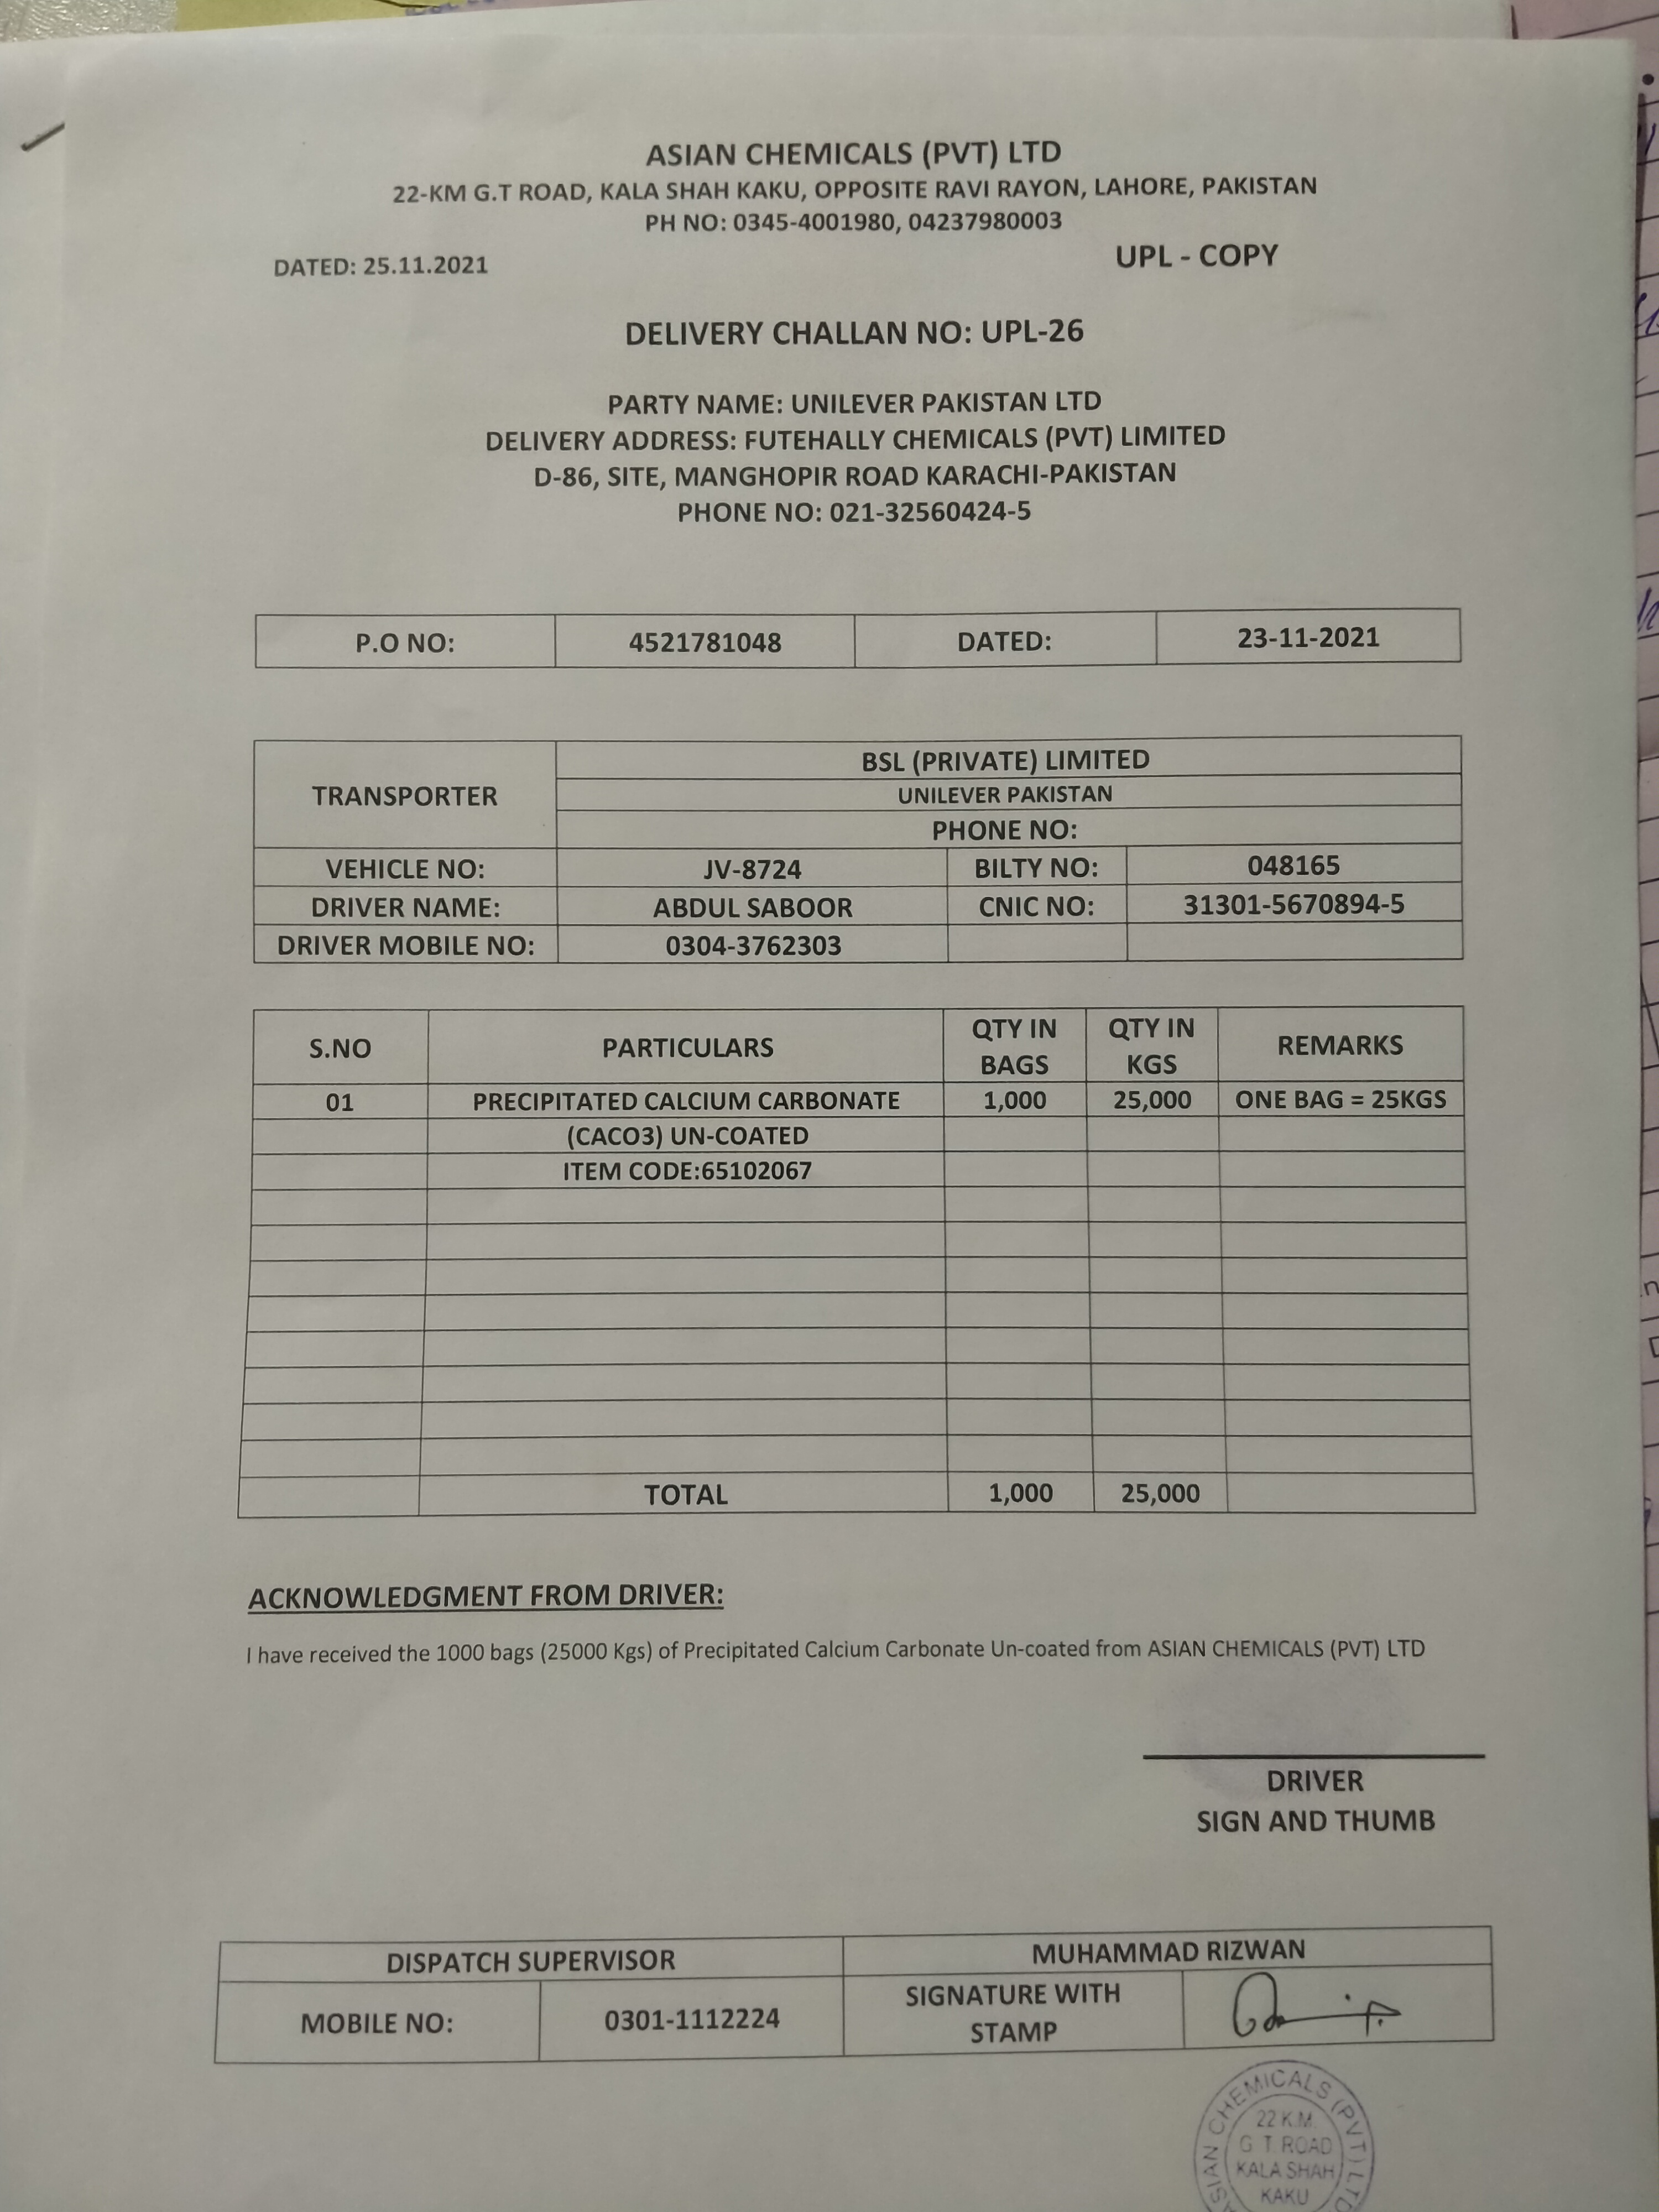 ASIAN CHEMICALS (PVT) LTD
22-KM G.T ROAD, KALA SHAH KAKU, OPPOSITE RAVI RAYON, LAHORE, PAKISTAN
PH NO: 0345-4001980, 04237980003
DATED: 25.11.2021 UPL - COPY
DELIVERY CHALLAN NO: UPL-26
PARTY NAME: UNILEVER PAKISTAN LTD
DELIVERY ADDRESS: FUTEHALLY CHEMICALS (PVT) LIMITED
D-86, SITE, MANGHOPIR ROAD KARACHI-PAKISTAN
PHONE NO: 021-32560424-5
P.O NO: 4521781048 DATED: 23-11-2021
TRANSPORTER
BSL (PRIVATE) LIMITED
UNILEVER PAKISTAN
PHONE NO:
VEHICLE NO: JV-8724 BILTY NO: 048165
DRIVER NAME: ABDUL SABOOR CNIC NO: 31301-5670894-5
DRIVER MOBILE NO: 0304-3762303
S.NO PARTICULARS QTY IN BAGS QTY IN KGS REMARKS
01 PRECIPITATED CALCIUM CARBONATE 1,000 25,000 ONE BAG = 25KGS
(CACO3) UN-COATED
ITEM CODE:65102067
TOTAL 1,000 25,000
ACKNOWLEDGMENT FROM DRIVER:
I have received the 1000 bags (25000 Kgs) of Precipitated Calcium Carbonate Un-coated from ASIAN CHEMICALS (PVT) LTD
DRIVER
SIGN AND THUMB
DISPATCH SUPERVISOR MUHAMMAD RIZWAN
MOBILE NO: 0301-1112224 SIGNATURE WITH STAMP
ASIAN CHEMICALS (PVT) LTD
22 K.M.
G T ROAD
KALA SHAH
KAKU